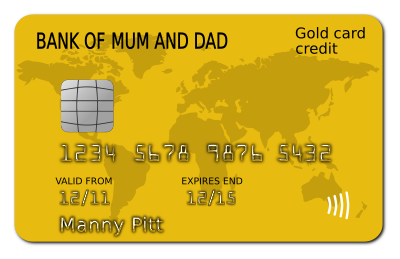 BANK OF MUM AND DAD
Gold card
credit
1234 5678 9876 5432
VALID FROM
EXPIRES END
12/11
12/15
Manny Pitt